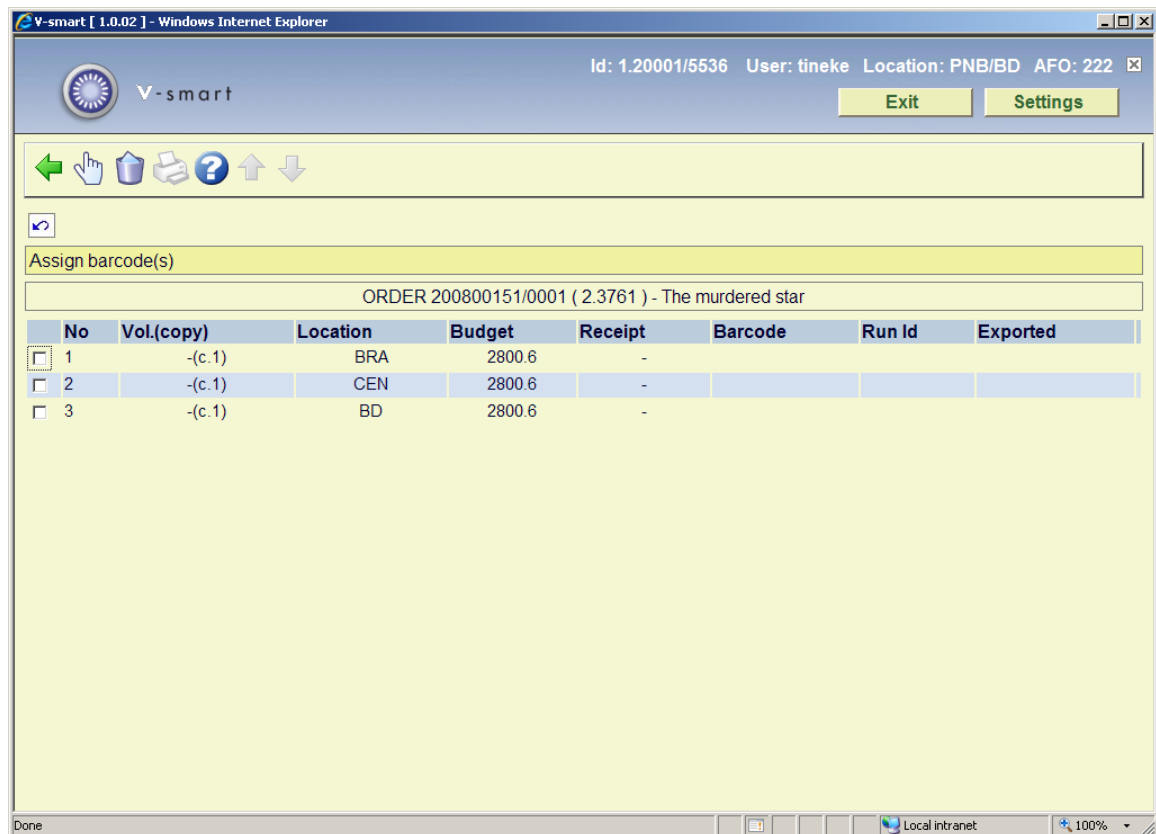 V-smart [ 1.0.02 ] - Windows Internet Explorer
Id: 1.20001/5536 User: tineke Location: PNB/BD AFO: 222
V-smart
Exit Settings
Assign barcode(s)
ORDER 200800151/0001 ( 2.3761 ) - The murdered star
No Vol.(copy) Location Budget Receipt Barcode Run Id Exported
1 -(c.1) BRA 2800.6 -
2 -(c.1) CEN 2800.6 -
3 -(c.1) BD 2800.6 -
Done Local intranet 100%